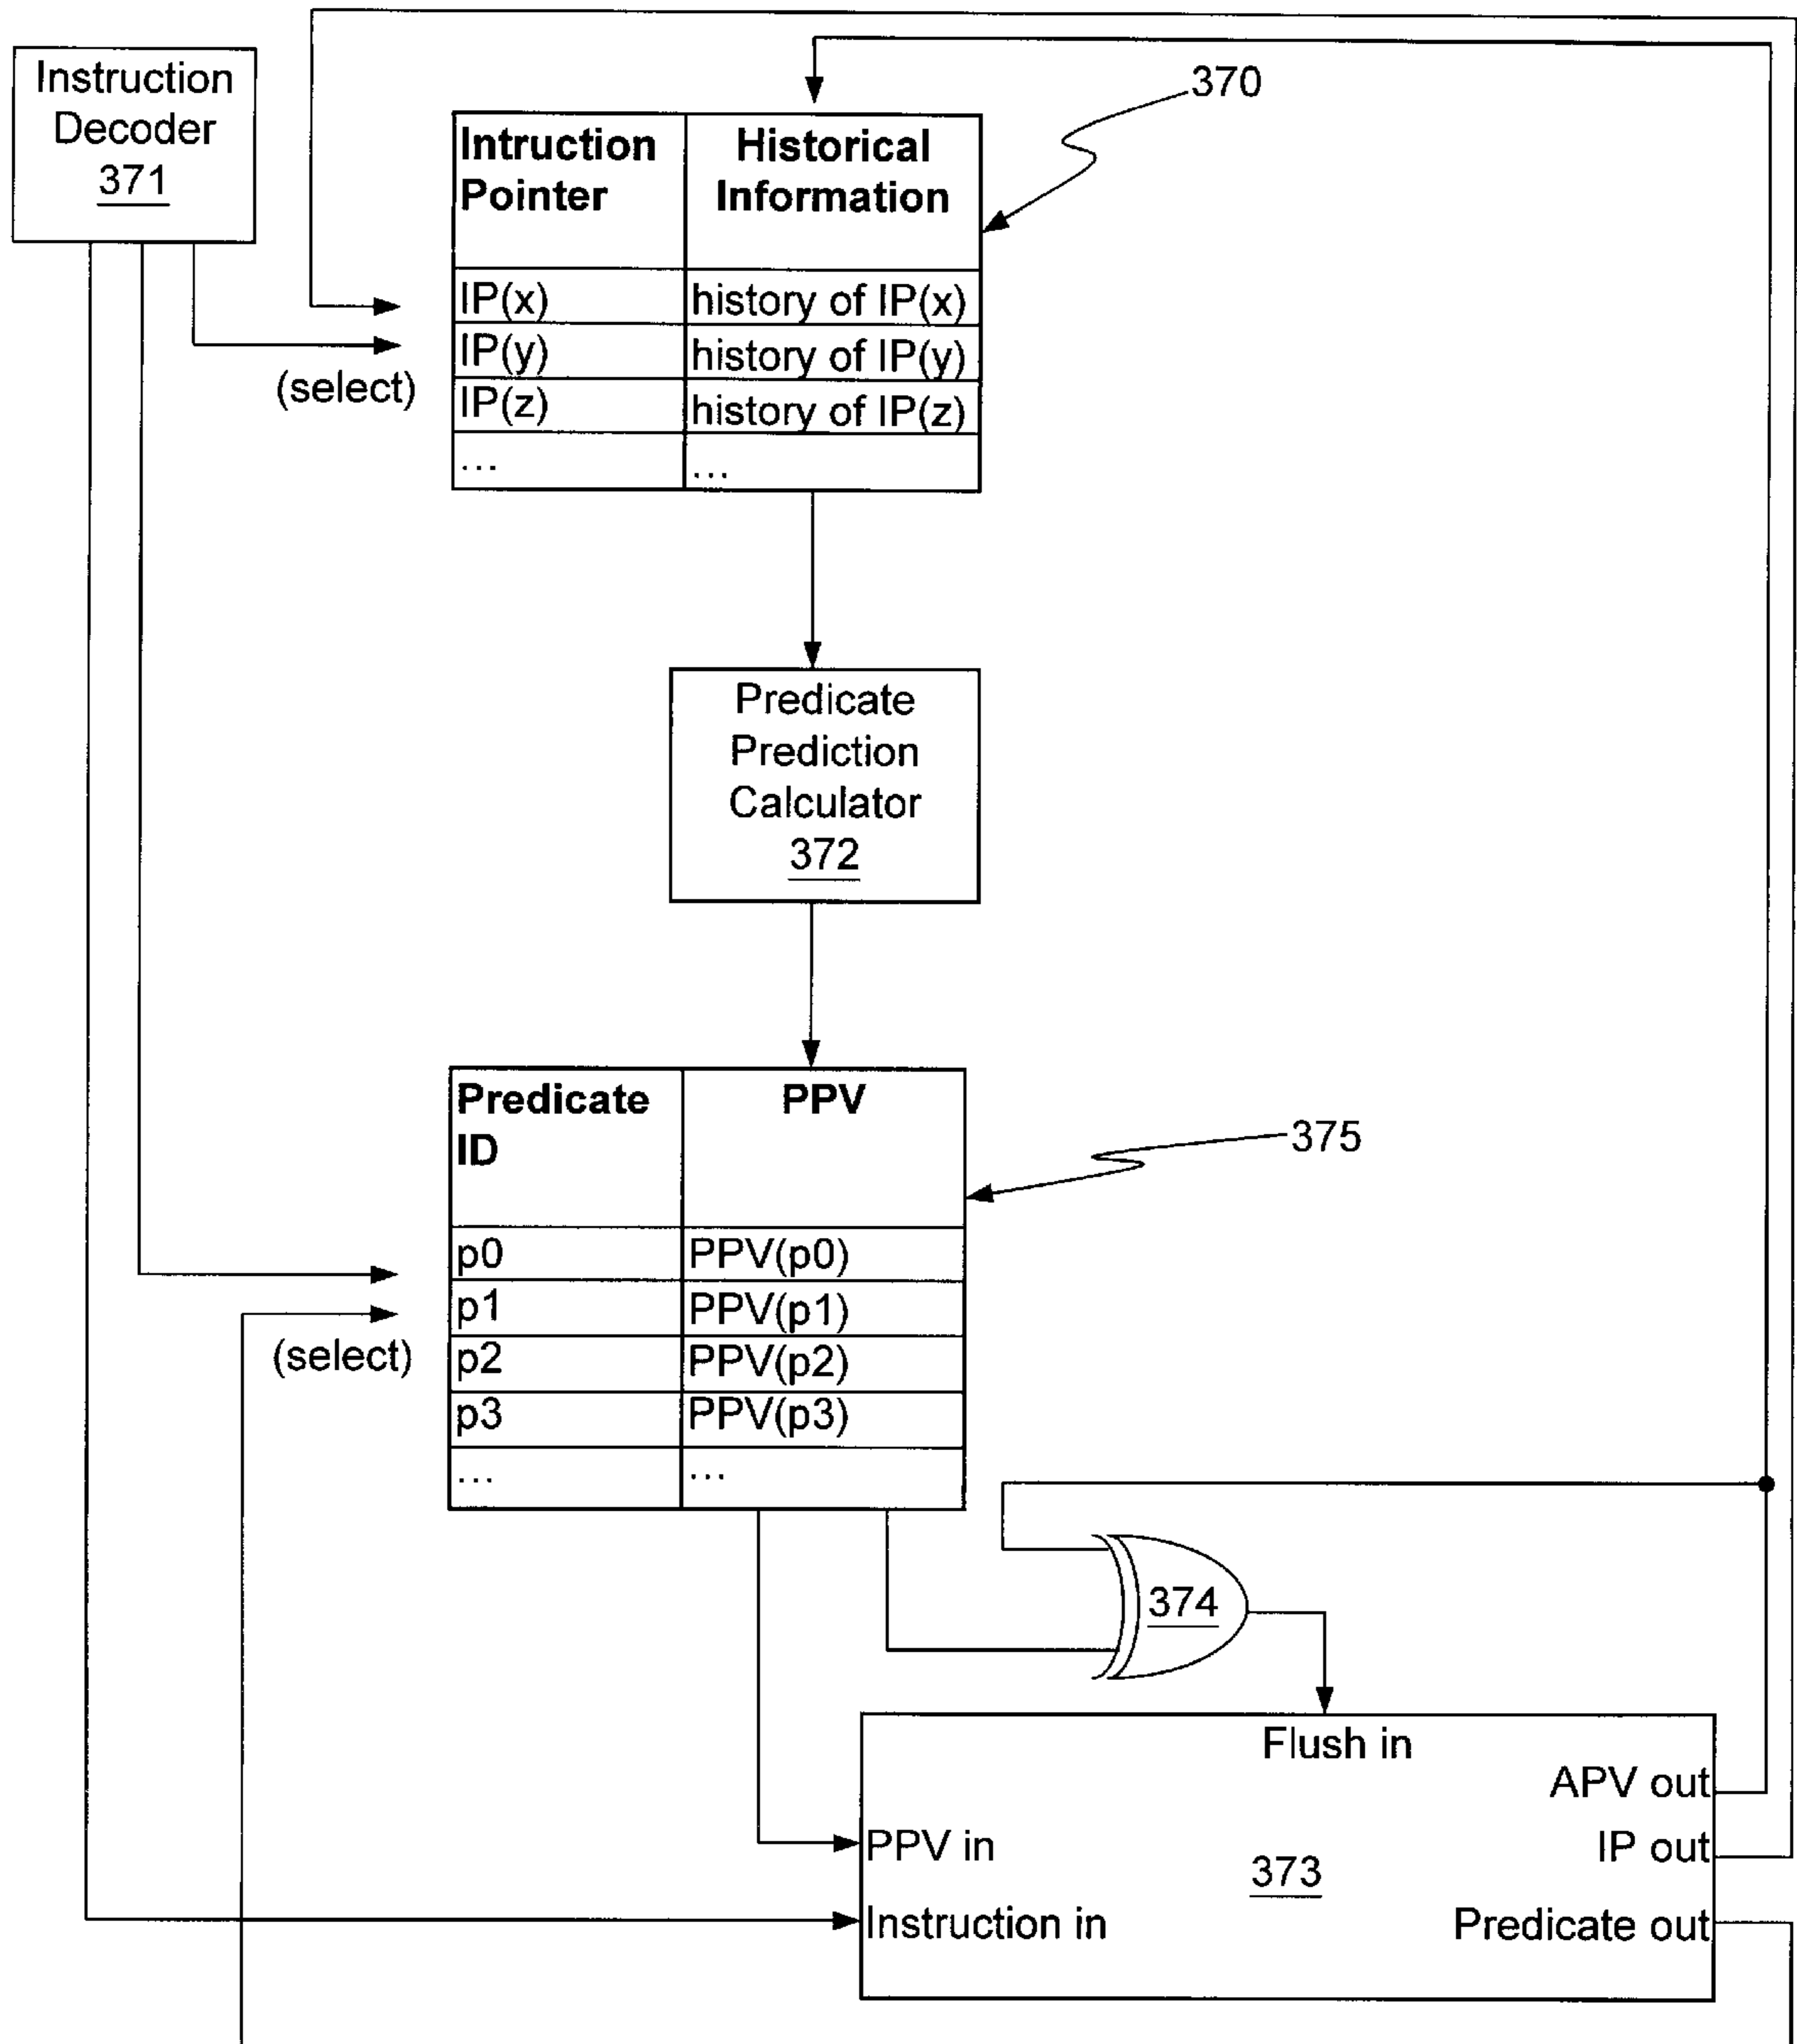 Instruction
Decoder
371
370
Intruction
Pointer
Historical
Information
IP(x)
history of IP(x)
IP(y)
history of IP(y)
IP(z)
history of IP(z)
...
...
(select)
Predicate
Prediction
Calculator
372
Predicate
ID
PPV
375
p0
PPV(p0)
p1
PPV(p1)
p2
PPV(p2)
p3
PPV(p3)
...
...
(select)
374
Flush in
APV out
PPV in
IP out
373
Instruction in
Predicate out